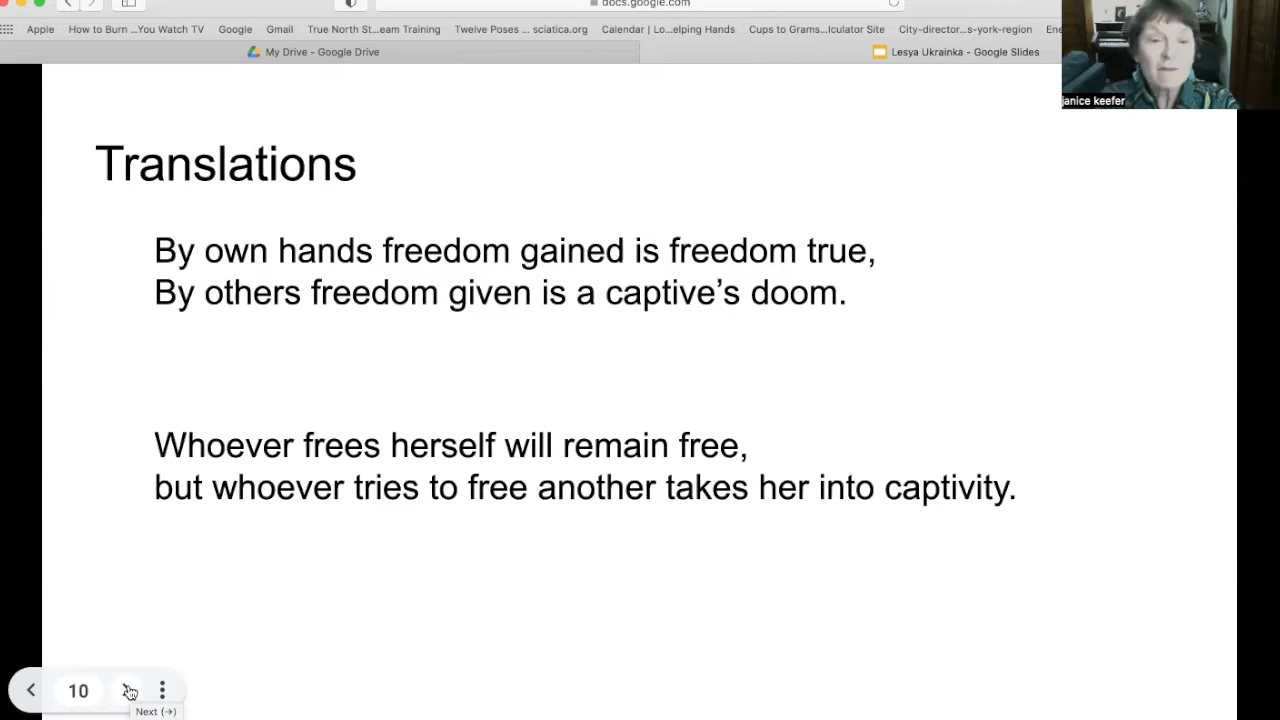 docs.google.com
Apple How to Burn ...You Watch TV Google Gmail True North St...eam Training Twelve Poses ... sciatica.org Calendar | Lo...elping Hands Cups to Grams...lculator Site City-director...s-york-region Ene
My Drive - Google Drive Lesya Ukrainka - Google Slides
janice keefer
Translations
By own hands freedom gained is freedom true,
By others freedom given is a captive’s doom.
Whoever frees herself will remain free,
but whoever tries to free another takes her into captivity.
10
Next (→)